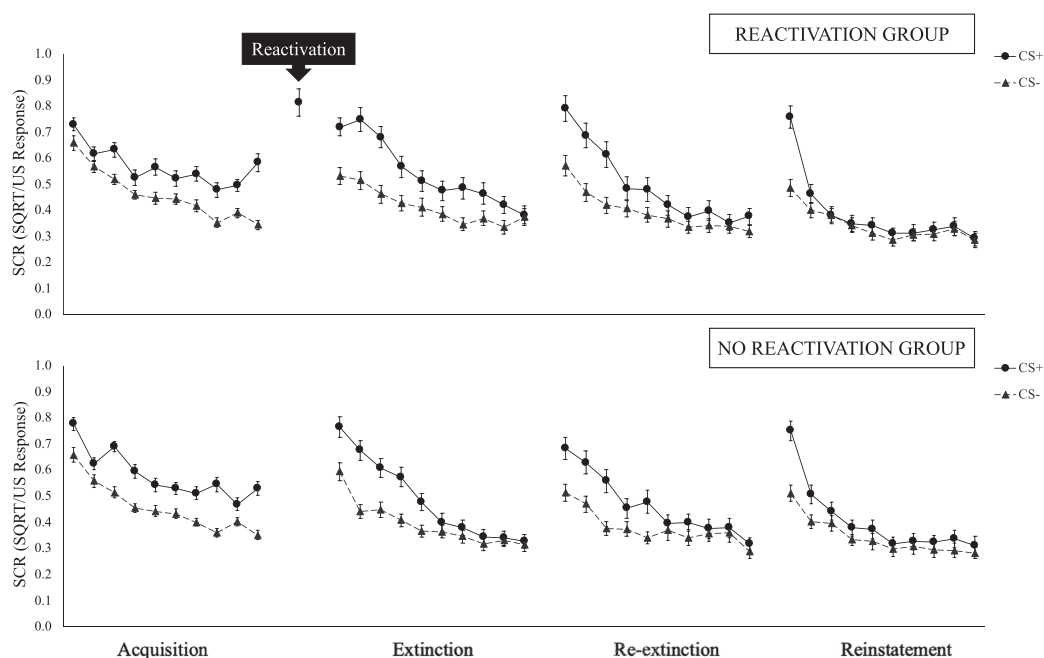 REACTIVATION GROUP
Reactivation
CS+
CS-
SCR (SQRT/US Response)
1.0
0.9
0.8
0.7
0.6
0.5
0.4
0.3
0.2
0.1
0.0
NO REACTIVATION GROUP
CS+
CS-
SCR (SQRT/US Response)
1.0
0.9
0.8
0.7
0.6
0.5
0.4
0.3
0.2
0.1
0.0
Acquisition Extinction Re-extinction Reinstatement